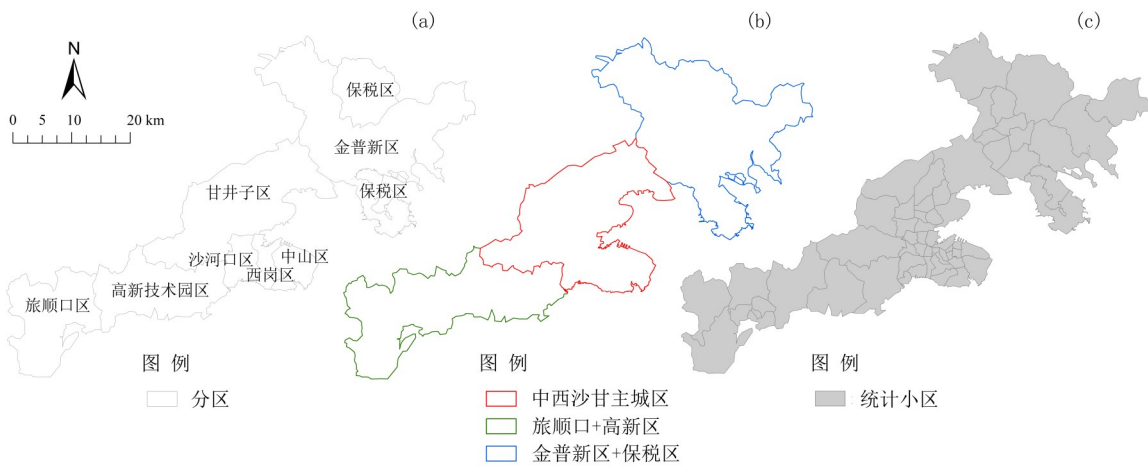 (a)
(b)
(c)
N
0 5 10 20 km
保税区
金普新区
保税区
甘井子区
沙河口区
中山区
西岗区
高新技术园区
旅顺口区
图 例
分区
图 例
中西沙甘主城区
旅顺口+高新区
金普新区+保税区
图 例
统计小区